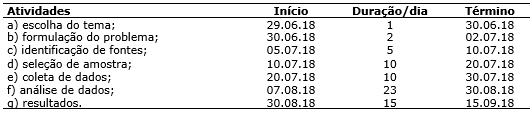 Atividades Início Duração/dia Término
a) escolha do tema; 29.06.18 1 30.06.18
b) formulação do problema; 30.06.18 2 02.07.18
c) identificação de fontes; 05.07.18 5 10.07.18
d) seleção de amostra; 10.07.18 10 20.07.18
e) coleta de dados; 20.07.18 10 30.07.18
f) análise de dados; 07.08.18 23 30.08.18
g) resultados. 30.08.18 15 15.09.18